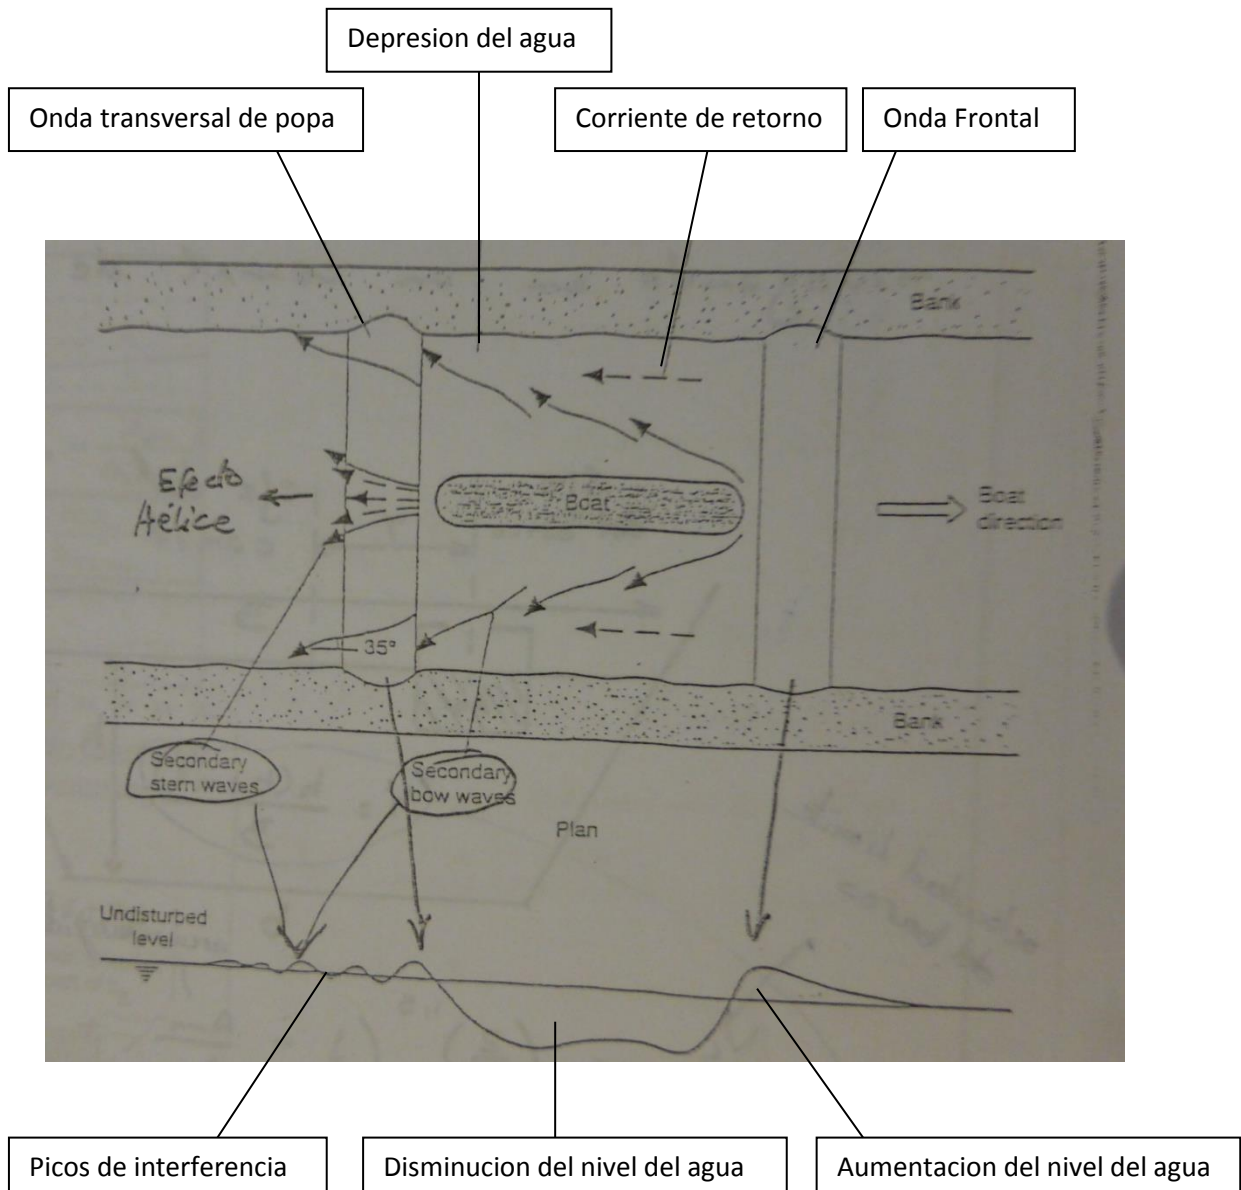 Depresion del agua
Onda transversal de popa
Corriente de retorno
Onda Frontal
Bank
Efecto
Hélice
Boat
Boat
direction
35°
Bank
Secondary
stern waves
Secondary
bow waves
Plan
Undisturbed
level
Picos de interferencia
Disminucion del nivel del agua
Aumentacion del nivel del agua